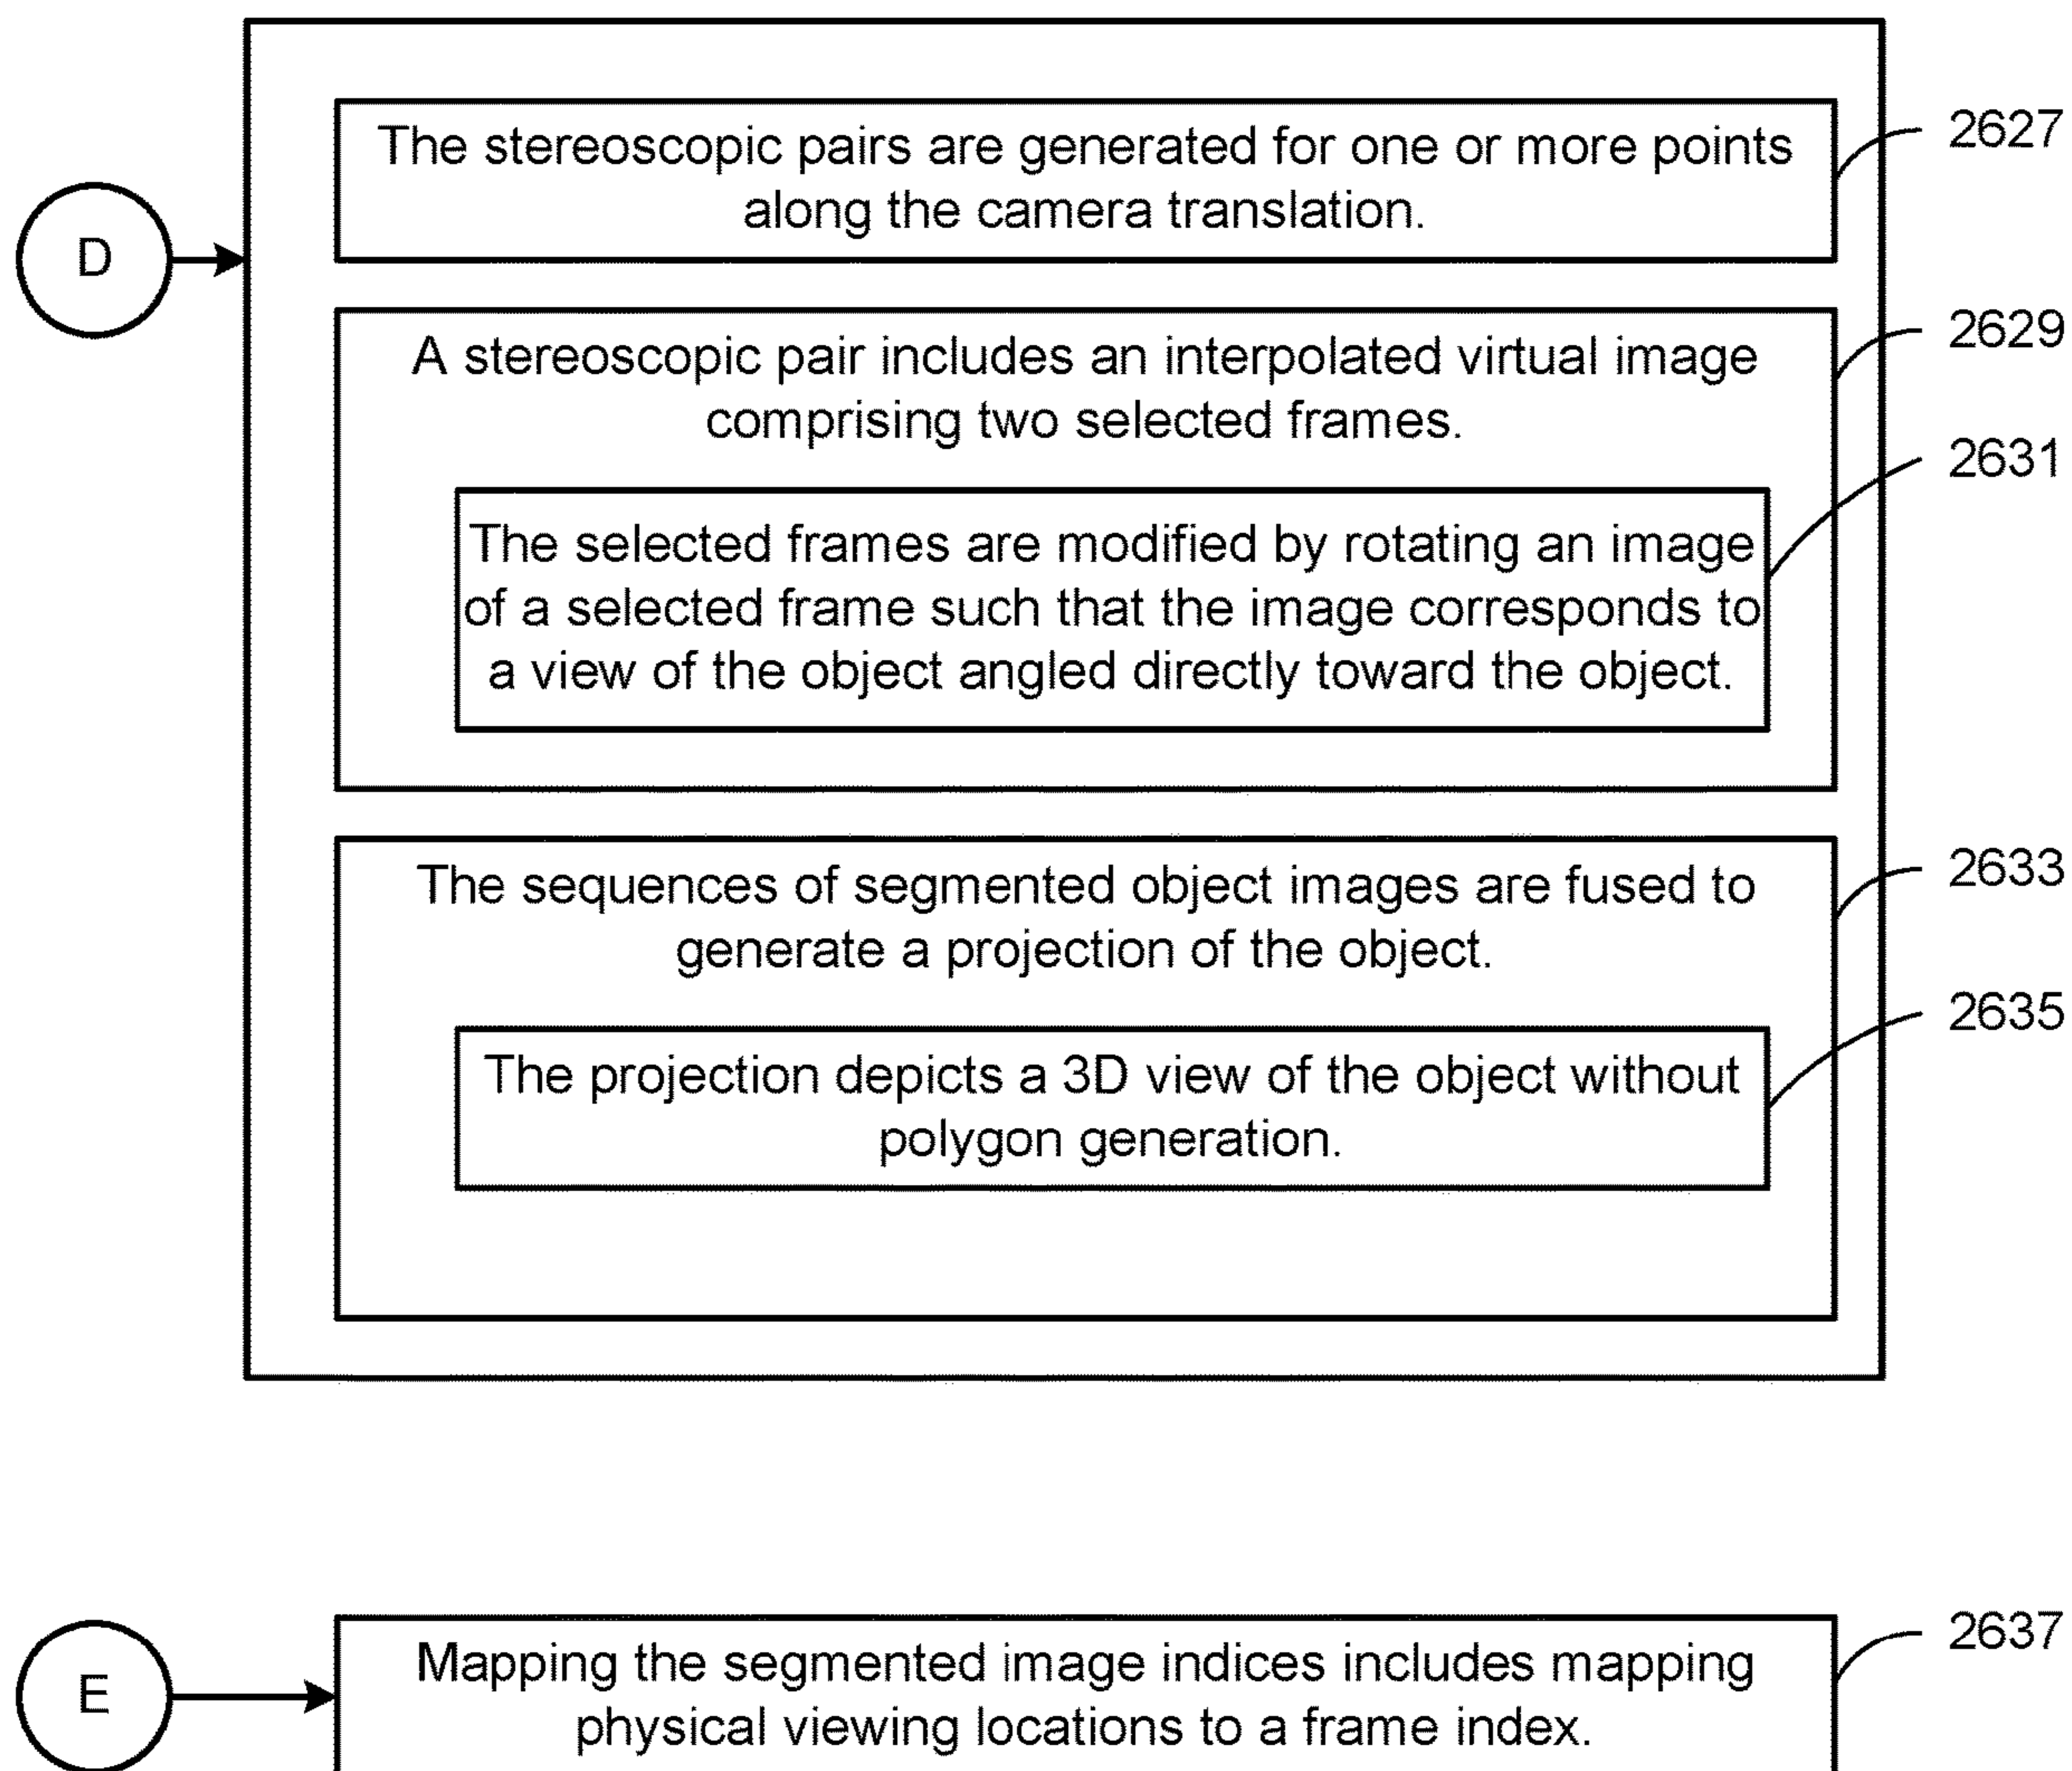 The stereoscopic pairs are generated for one or more points
along the camera translation.
2627
D
A stereoscopic pair includes an interpolated virtual image
comprising two selected frames.
2629
The selected frames are modified by rotating an image
of a selected frame such that the image corresponds to
a view of the object angled directly toward the object.
2631
The sequences of segmented object images are fused to
generate a projection of the object.
2633
The projection depicts a 3D view of the object without
polygon generation.
2635
E
Mapping the segmented image indices includes mapping
physical viewing locations to a frame index.
2637